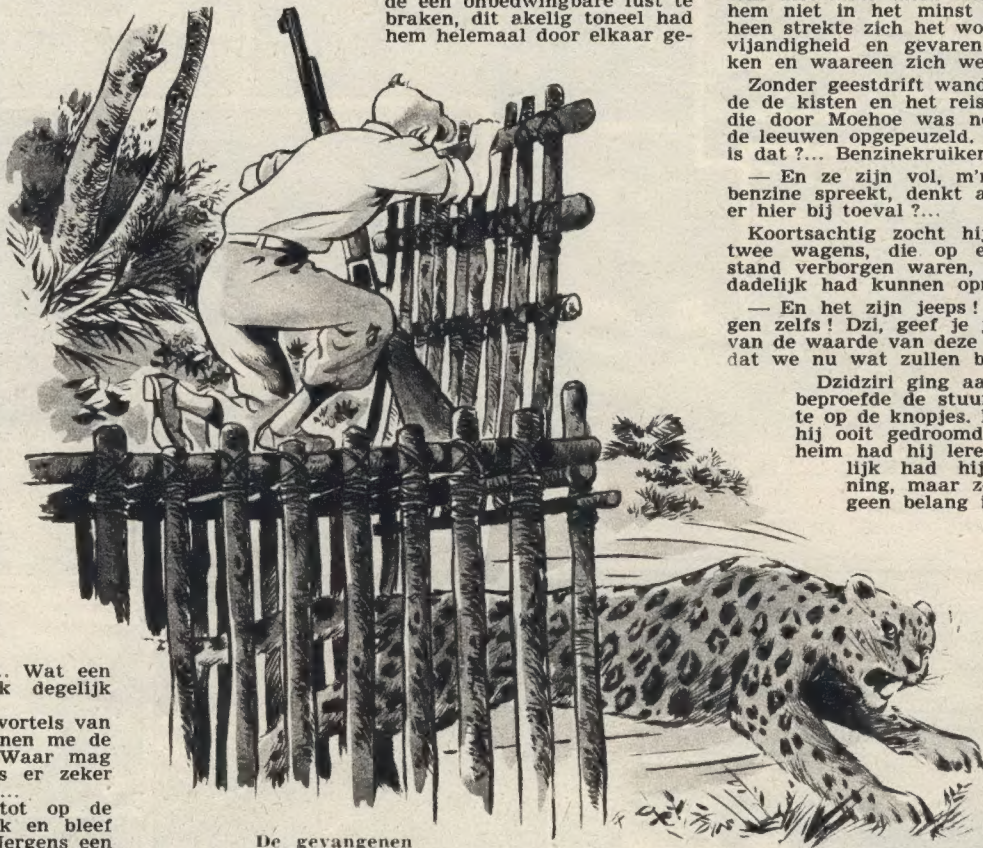 de een onbedwingbare lust te
braken, dit akelig toneel had
hem helemaal door elkaar ge-
hem niet in het minst
heen strekte zich het wo
vijandigheid en gevaren
ken en waareen zich we
Zonder geestdrift wand
de de kisten en het reis
die door Moehoe was ne
de leeuwen opgepeuzeld.
is dat ?... Benzinekruiken
— En ze zijn vol, m'n
benzine spreekt, denkt a
er hier bij toeval ?...
Koortsachtig zocht hij
twee wagens, die op e
stand verborgen waren,
dadelijk had kunnen opm
— En het zijn jeeps !
gen zelfs ! Dzi, geef je j
van de waarde van deze
dat we nu wat zullen b
Dzidziri ging aa
beproefde de stuur
te op de knopjes.
hij ooit gedroomd
heim had hij lere
lijk had hij
ning, maar z
geen belang i
.. Wat een
k degelijk
wortels van
nen me de
Waar mag
s er zeker
...
tot op de
k en bleef
Nergens een
De gevangenen